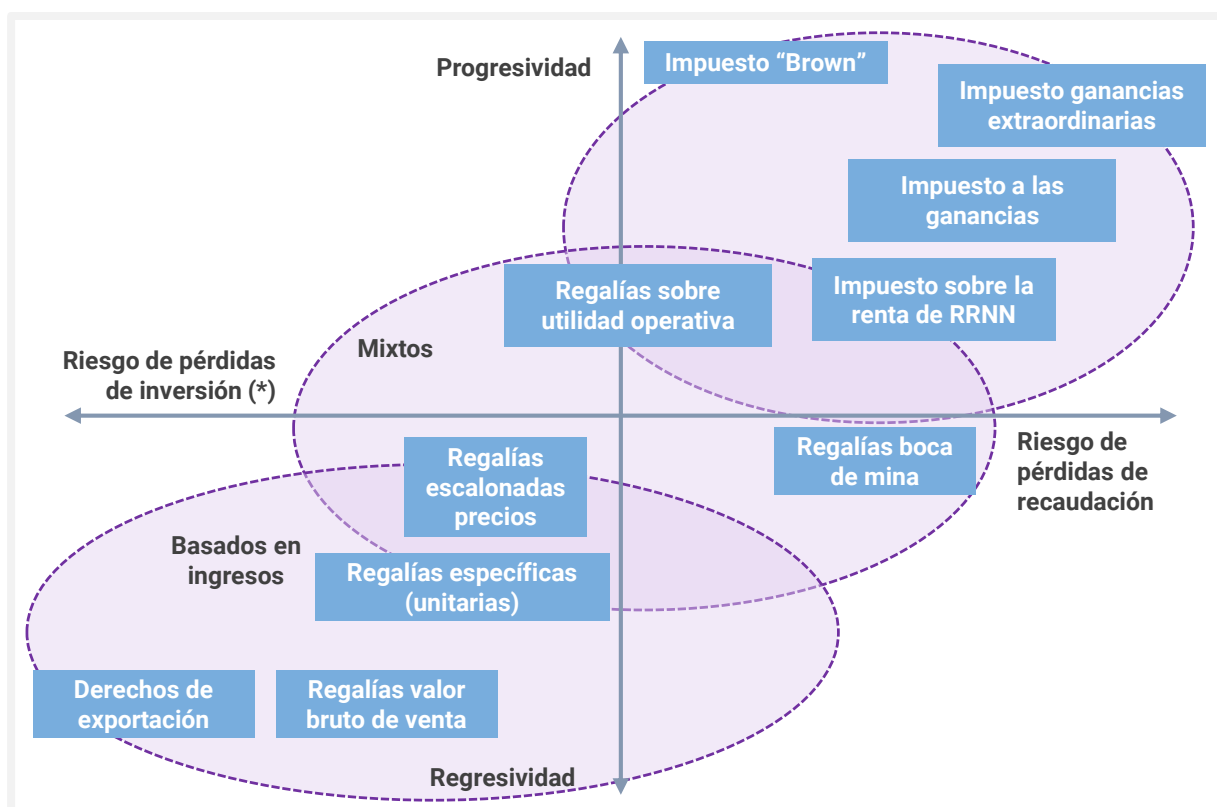 Progresividad
Impuesto “Brown”
Impuesto ganancias
extraordinarias
Impuesto a las
ganancias
Regalías sobre
utilidad operativa
Impuesto sobre la
renta de RRNN
Mixtos
Riesgo de pérdidas
de inversión (*)
Riesgo de
pérdidas de
recaudación
Regalías boca
de mina
Regalías
escalonadas
precios
Basados en
ingresos
Regalías específicas
(unitarias)
Derechos de
exportación
Regalías valor
bruto de venta
Regresividad